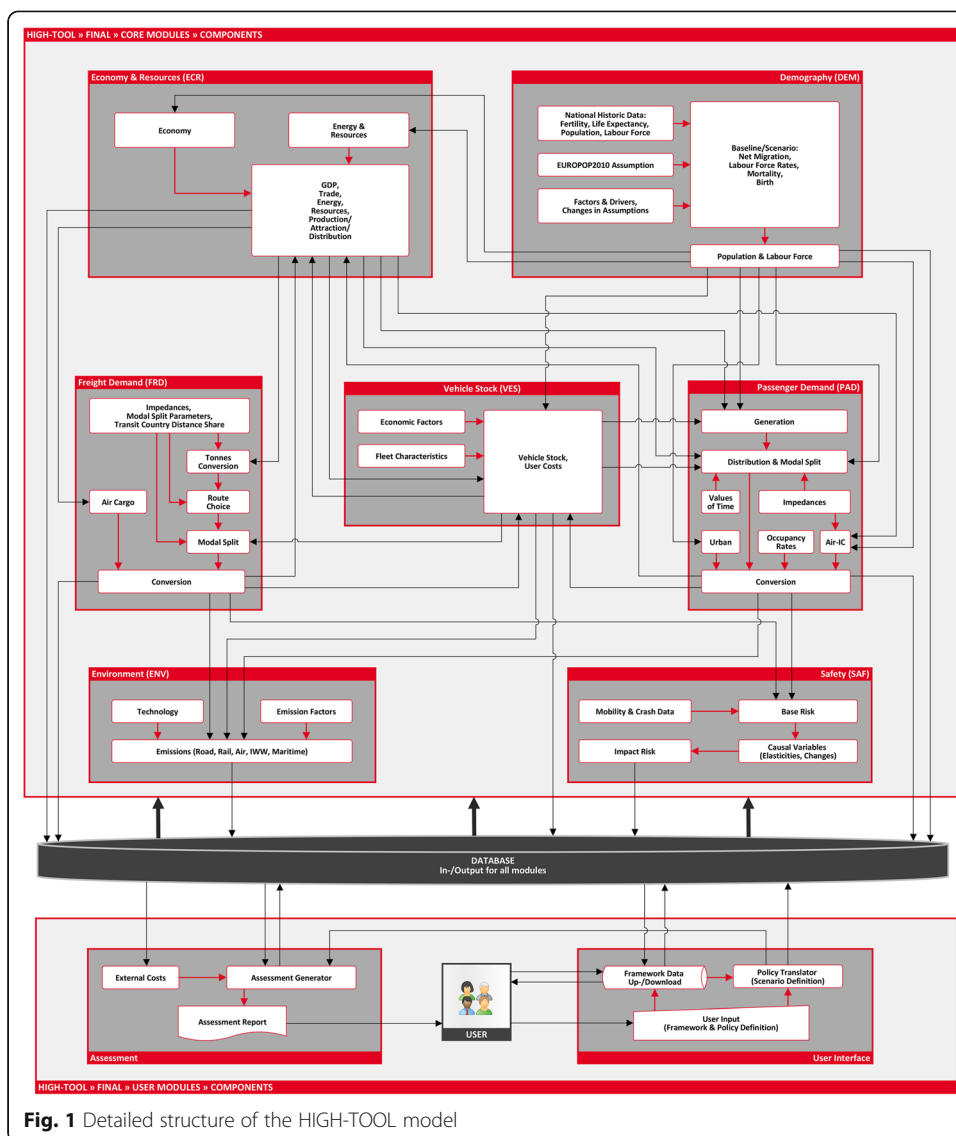 HIGH-TOOL » FINAL » CORE MODULES » COMPONENTS
Economy & Resources (ECR)
Economy
Energy &
Resources
GDP,
Trade,
Energy,
Resources,
Production/
Attraction/
Distribution
Demography (DEM)
National Historic Data:
Fertility, Life Expectancy,
Population, Labour Force
EUROPOP2010 Assumption
Factors & Drivers,
Changes in Assumptions
Baseline/Scenario:
Net Migration,
Labour Force Rates,
Mortality,
Birth
Population & Labour Force
Freight Demand (FRD)
Impedances,
Modal Split Parameters,
Transit Country Distance Share
Tonnes
Conversion
Air Cargo
Route
Choice
Modal Split
Conversion
Vehicle Stock (VES)
Economic Factors
Fleet Characteristics
Vehicle Stock,
User Costs
Passenger Demand (PAD)
Generation
Distribution & Modal Split
Values
of Time
Impedances
Urban
Occupancy
Rates
Air-IC
Conversion
Environment (ENV)
Technology
Emission Factors
Emissions (Road, Rail, Air, IWW, Maritime)
Safety (SAF)
Mobility & Crash Data
Base Risk
Impact Risk
Causal Variables
(Elasticities, Changes)
DATABASE
In-/Output for all modules
External Costs
Assessment Generator
Assessment Report
Assessment
USER
Framework Data
Up-/Download
Policy Translator
(Scenario Definition)
User Input
(Framework & Policy Definition)
User Interface
HIGH-TOOL » FINAL » USER MODULES » COMPONENTS
Fig. 1 Detailed structure of the HIGH-TOOL model